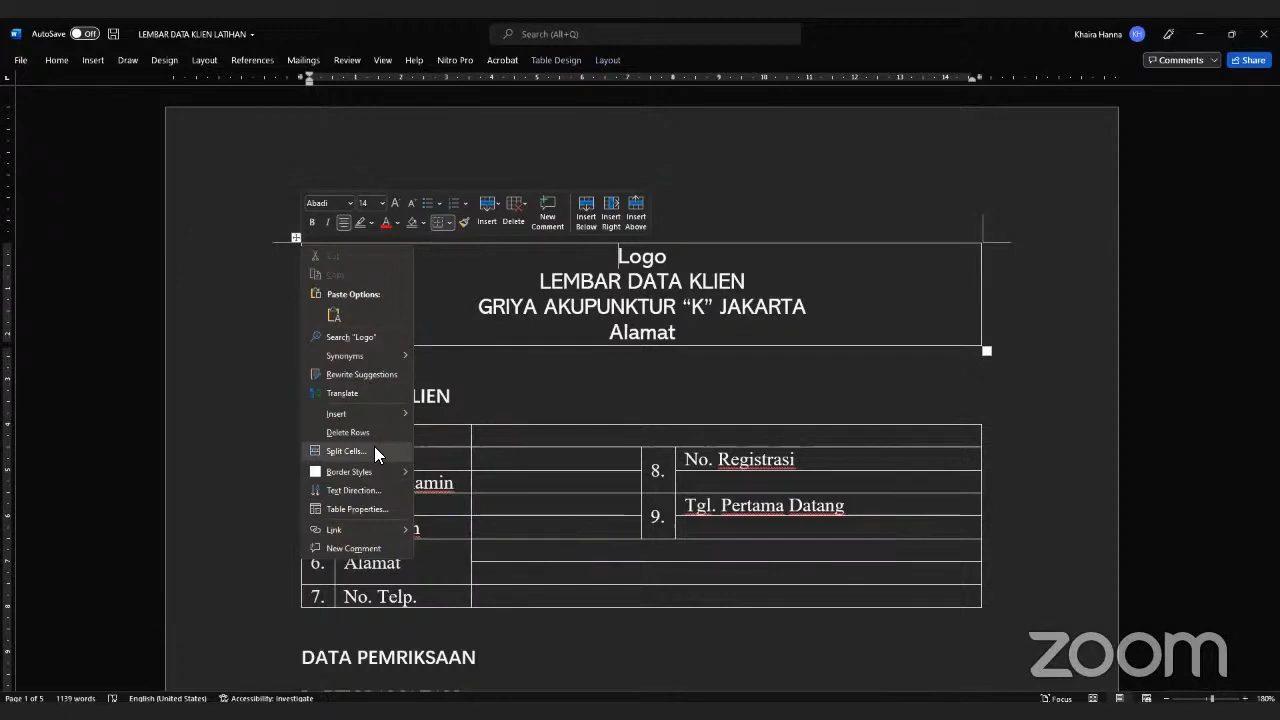 AutoSave Off LEMBAR DATA KLIEN LATIHAN Search (Alt+Q) Khaira Hanna KH
File Home Insert Draw Design Layout References Mailings Review View Help Nitro Pro Acrobat Table Design Layout Comments Share
Abadi 14 Insert Delete New Comment Insert Below Insert Right Insert Above
Logo
LEMBAR DATA KLIEN
GRIYA AKUPUNKTUR “K” JAKARTA
Alamat
Cut
Copy
Paste Options:
Search "Logo"
Synonyms
Rewrite Suggestions
Translate
Insert
Delete Rows
Split Cells...
Border Styles
Text Direction...
Table Properties...
Link
New Comment
LIEN
amin
8. No. Registrasi
9. Tgl. Pertama Datang
6. Alamat
7. No. Telp.
DATA PEMRIKSAAN
zoom
Page 1 of 5 1139 words English (United States) Accessibility: Investigate Focus 180%